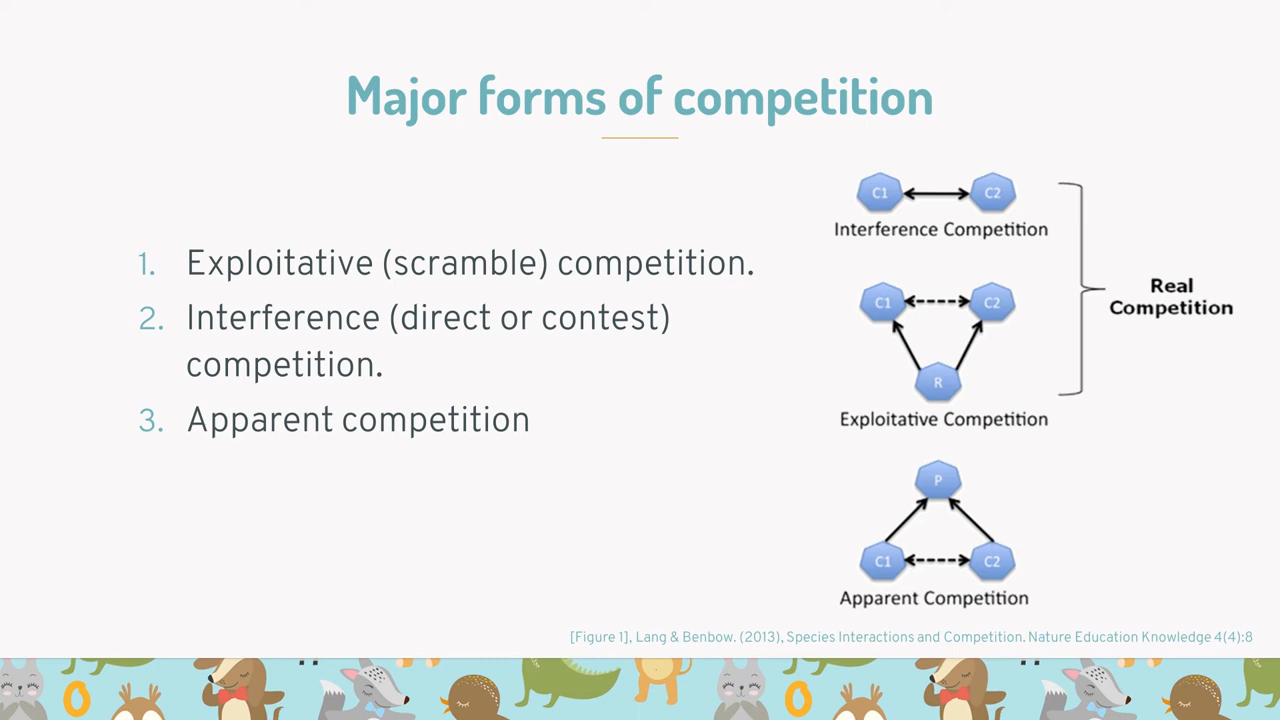 Major forms of competition
1. Exploitative (scramble) competition.
2. Interference (direct or contest)
competition.
3. Apparent competition
C1 C2
Interference Competition
C1 C2
R
Exploitative Competition
Real
Competition
P
C1 C2
Apparent Competition
[Figure 1], Lang & Benbow. (2013), Species Interactions and Competition. Nature Education Knowledge 4(4):8